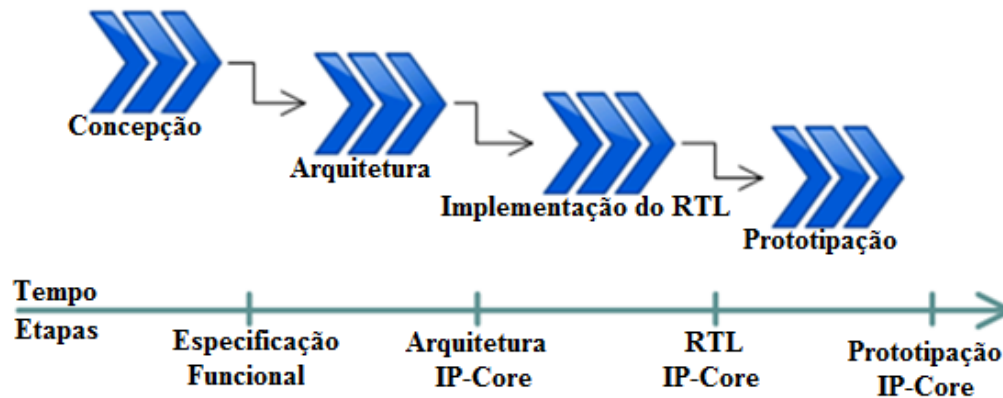 Concepção
Arquitetura
Implementação do RTL
Prototipação
Tempo
Etapas
Especificação
Funcional
Arquitetura
IP-Core
RTL
IP-Core
Prototipação
IP-Core